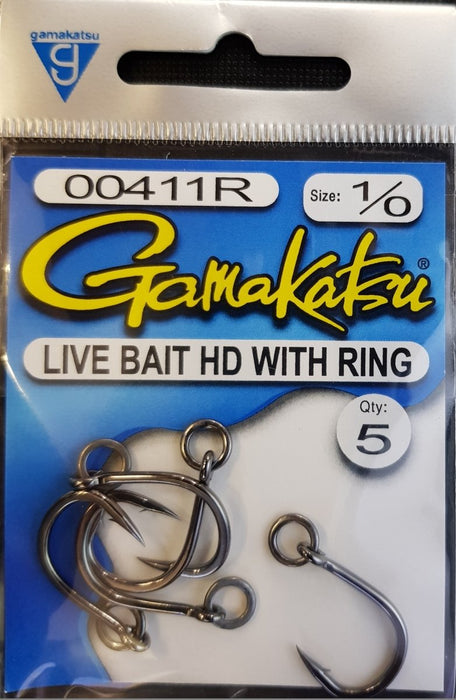 gamakatsu
g
00411R
Size: 1/0
Gamakatsu®
LIVE BAIT HD WITH RING
Qty:
5